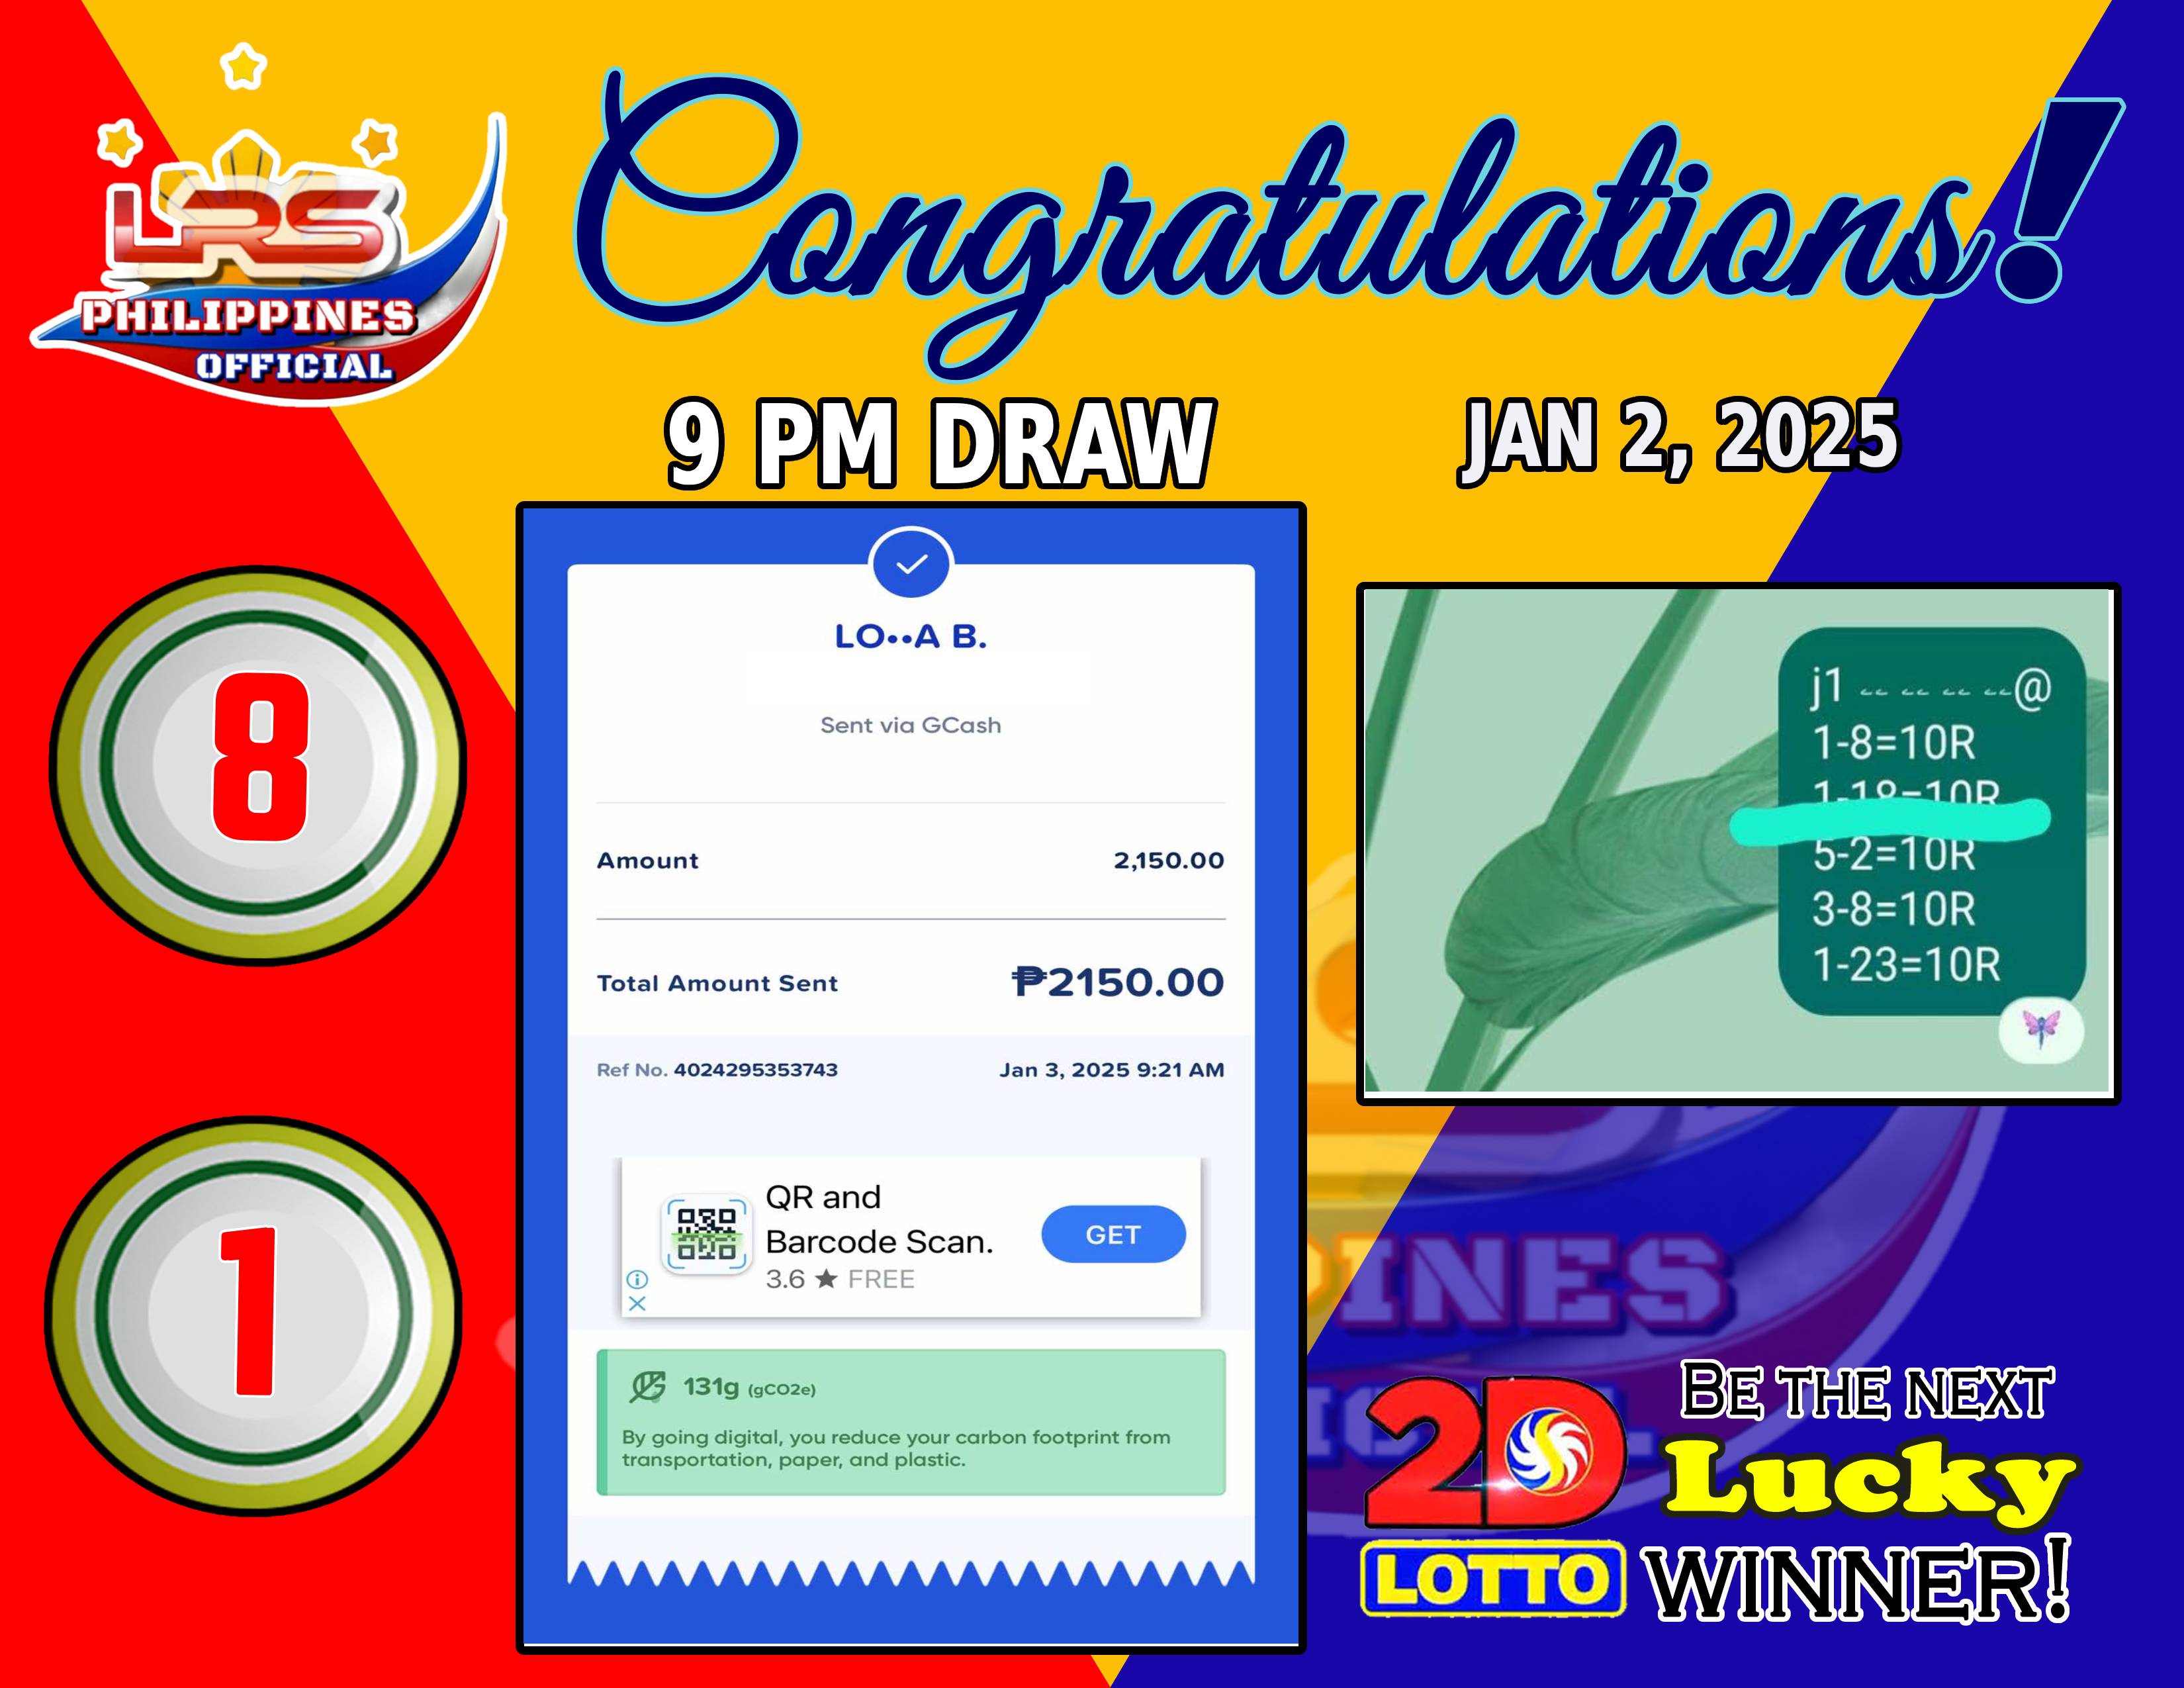 LRS
PHILIPPINES
OFFICIAL
Congratulations!
9 PM DRAW
JAN 2, 2025
8
1
LO••A B.
Sent via GCash
Amount 2,150.00
Total Amount Sent ₱2150.00
Ref No. 4024295353743 Jan 3, 2025 9:21 AM
QR and
Barcode Scan.
3.6 ★ FREE
GET
131g (gCO2e)
By going digital, you reduce your carbon footprint from
transportation, paper, and plastic.
j1 -- -- -- --@
1-8=10R
1-18=10R
5-2=10R
3-8=10R
1-23=10R
PINES
2D
LOTTO
BE THE NEXT
Lucky
WINNER!